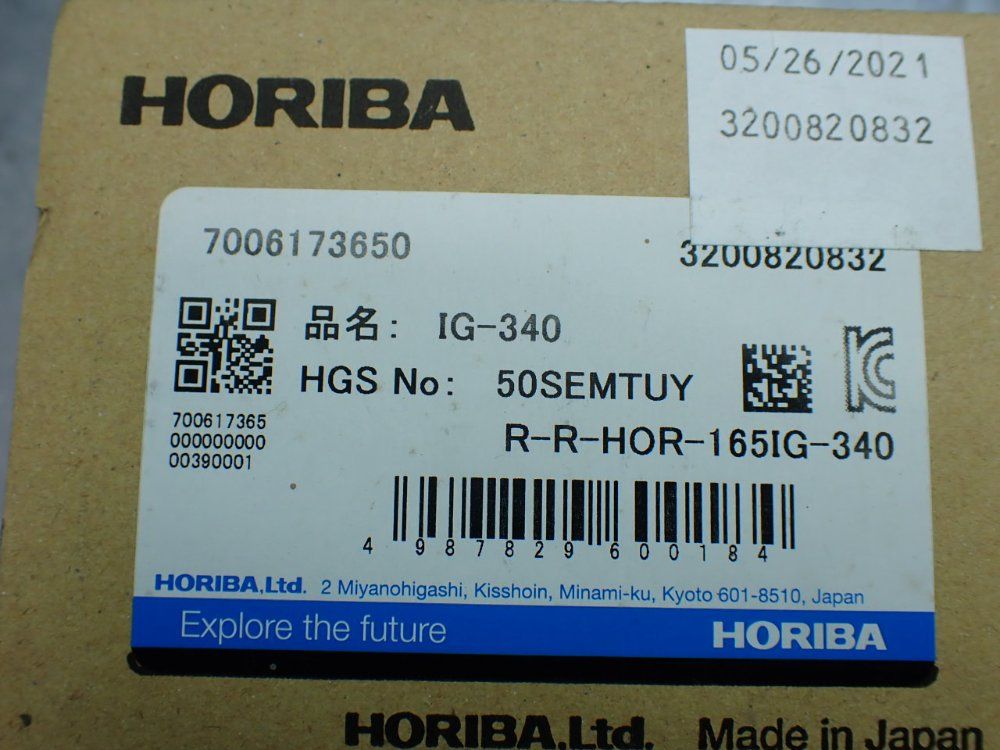 HORIBA
05/26/2021
3200820832
7006173650
3200820832
品名: IG-340
HGS No: 50SEMTUY
R-R-HOR-165IG-340
700617365
000000000
00390001
4 987829 600184
HORIBA,Ltd. 2 Miyanohigashi, Kisshoin, Minami-ku, Kyoto 601-8510, Japan
Explore the future
HORIBA
HORIBA,Ltd. Made in Japan